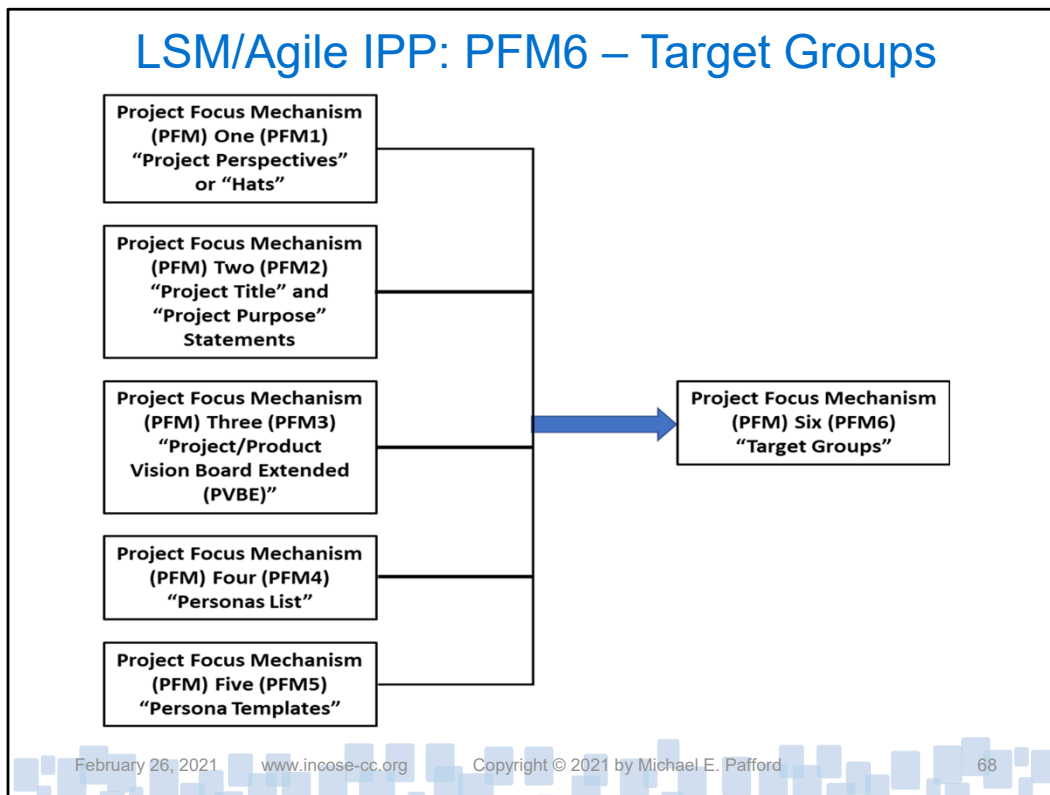 LSM/Agile IPP: PFM6 – Target Groups
Project Focus Mechanism
(PFM) One (PFM1)
“Project Perspectives”
or “Hats”
Project Focus Mechanism
(PFM) Two (PFM2)
“Project Title” and
“Project Purpose”
Statements
Project Focus Mechanism
(PFM) Three (PFM3)
“Project/Product
Vision Board Extended
(PVBE)”
Project Focus Mechanism
(PFM) Four (PFM4)
“Personas List”
Project Focus Mechanism
(PFM) Five (PFM5)
“Persona Templates”
Project Focus Mechanism
(PFM) Six (PFM6)
“Target Groups”
February 26, 2021 www.incose-cc.org Copyright © 2021 by Michael E. Pafford 68